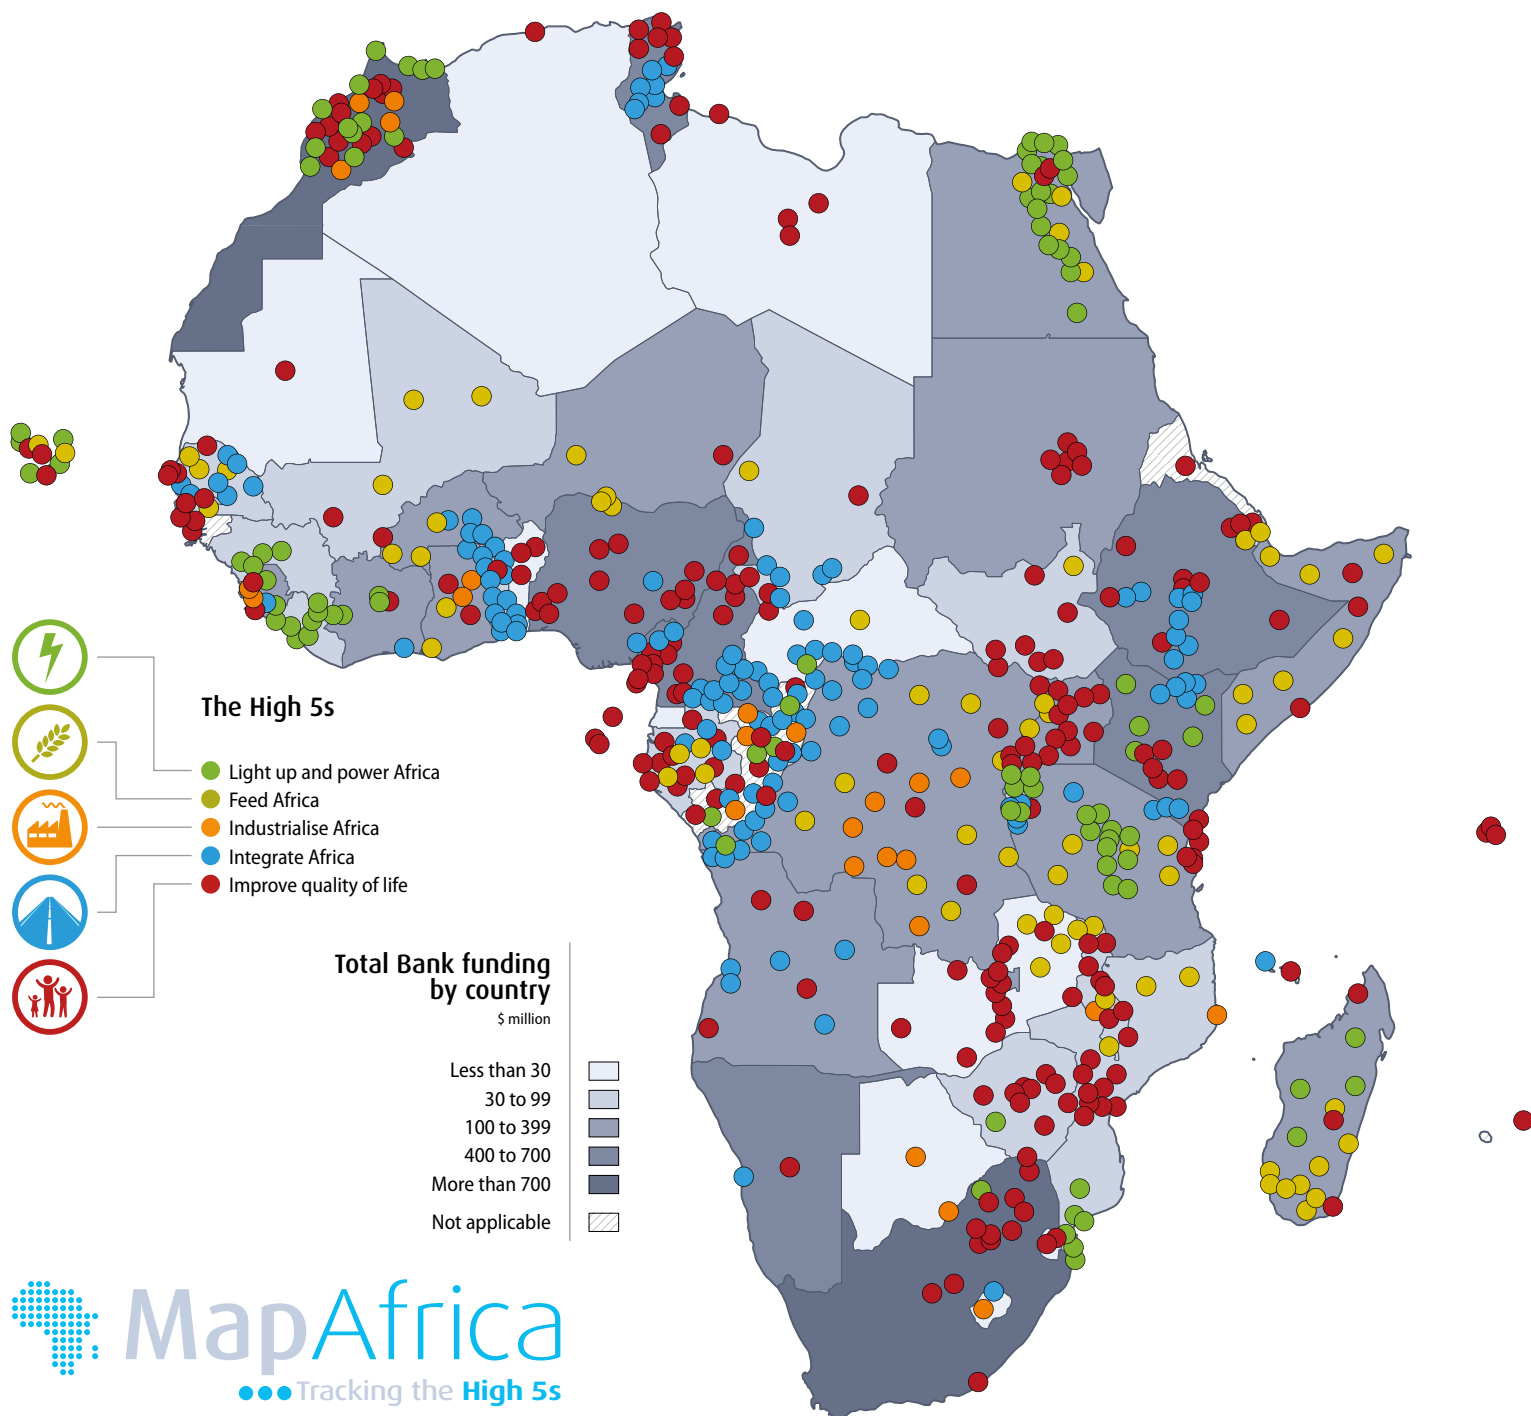 The High 5s
Light up and power Africa
Feed Africa
Industrialise Africa
Integrate Africa
Improve quality of life
Total Bank funding
by country
$ million
Less than 30
30 to 99
100 to 399
400 to 700
More than 700
Not applicable
MapAfrica
Tracking the High 5s